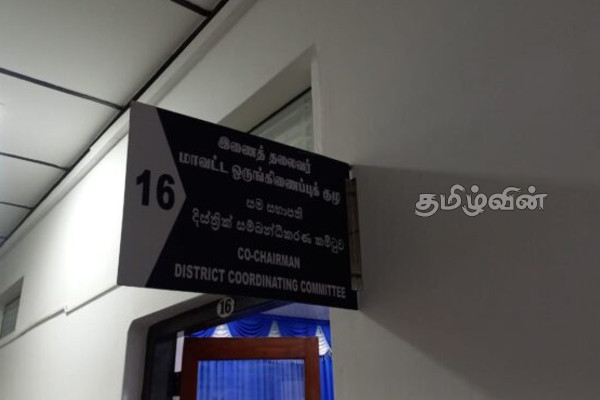 16
இணைத் தலைவர்
மாவட்ட ஒருங்கிணைப்புக் குழு
සම සභාපති
දිස්ත්‍රික් සම්බන්ධීකරණ කමිටුව
CO-CHAIRMAN
DISTRICT COORDINATING COMMITTEE
தமிழ்வின்
16